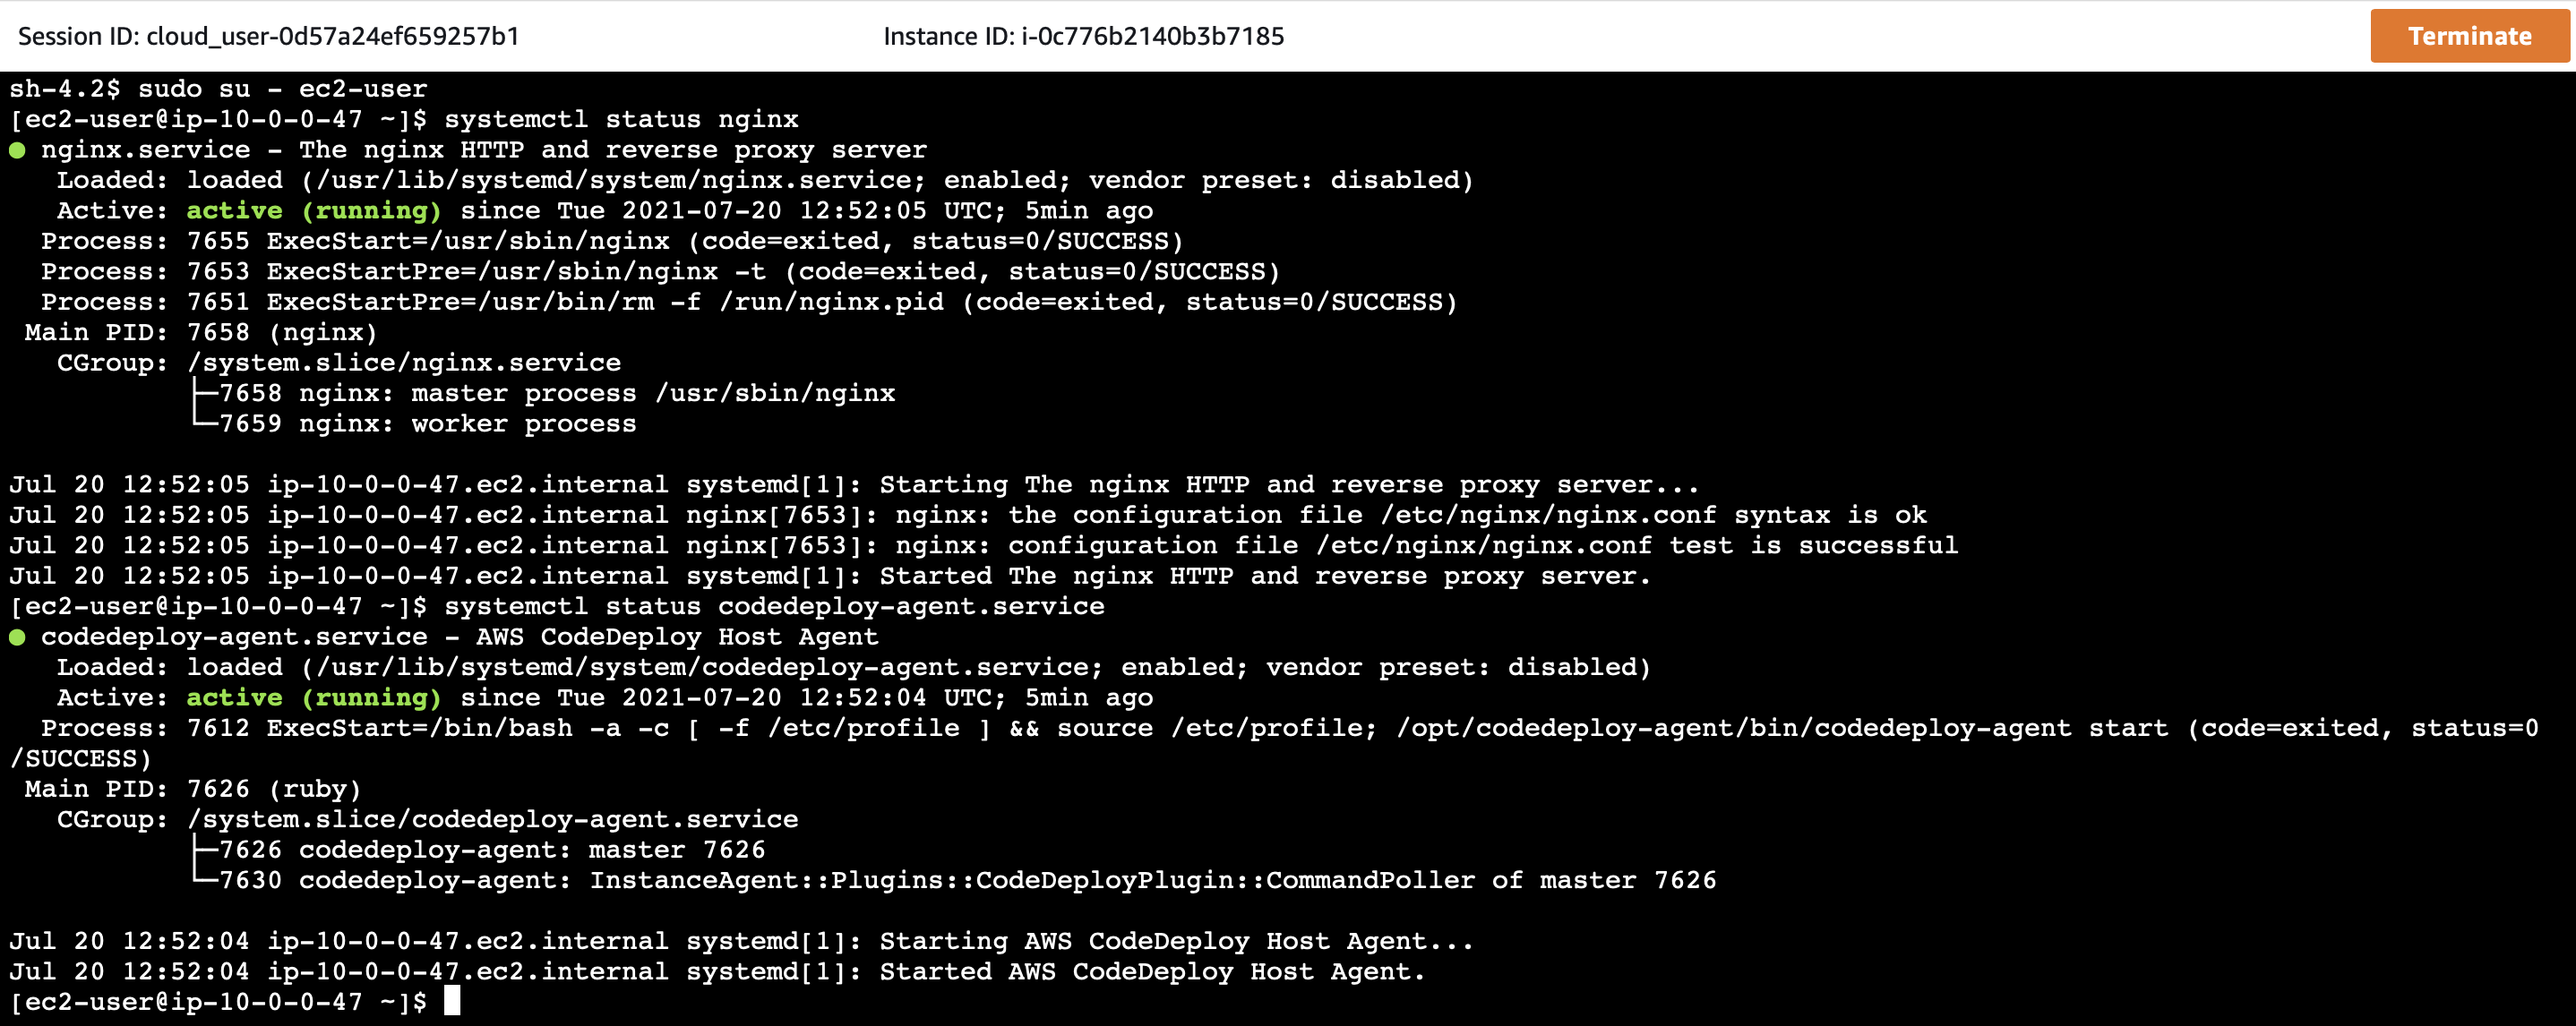 Session ID: cloud_user-0d57a24ef659257b1 Instance ID: i-0c776b2140b3b7185 Terminate
sh-4.2$ sudo su - ec2-user
[ec2-user@ip-10-0-0-47 ~]$ systemctl status nginx
● nginx.service - The nginx HTTP and reverse proxy server
   Loaded: loaded (/usr/lib/systemd/system/nginx.service; enabled; vendor preset: disabled)
   Active: active (running) since Tue 2021-07-20 12:52:05 UTC; 5min ago
  Process: 7655 ExecStart=/usr/sbin/nginx (code=exited, status=0/SUCCESS)
  Process: 7653 ExecStartPre=/usr/sbin/nginx -t (code=exited, status=0/SUCCESS)
  Process: 7651 ExecStartPre=/usr/bin/rm -f /run/nginx.pid (code=exited, status=0/SUCCESS)
 Main PID: 7658 (nginx)
   CGroup: /system.slice/nginx.service
           ├─7658 nginx: master process /usr/sbin/nginx
           └─7659 nginx: worker process
Jul 20 12:52:05 ip-10-0-0-47.ec2.internal systemd[1]: Starting The nginx HTTP and reverse proxy server...
Jul 20 12:52:05 ip-10-0-0-47.ec2.internal nginx[7653]: nginx: the configuration file /etc/nginx/nginx.conf syntax is ok
Jul 20 12:52:05 ip-10-0-0-47.ec2.internal nginx[7653]: nginx: configuration file /etc/nginx/nginx.conf test is successful
Jul 20 12:52:05 ip-10-0-0-47.ec2.internal systemd[1]: Started The nginx HTTP and reverse proxy server.
[ec2-user@ip-10-0-0-47 ~]$ systemctl status codedeploy-agent.service
● codedeploy-agent.service - AWS CodeDeploy Host Agent
   Loaded: loaded (/usr/lib/systemd/system/codedeploy-agent.service; enabled; vendor preset: disabled)
   Active: active (running) since Tue 2021-07-20 12:52:04 UTC; 5min ago
  Process: 7612 ExecStart=/bin/bash -a -c [ -f /etc/profile ] && source /etc/profile; /opt/codedeploy-agent/bin/codedeploy-agent start (code=exited, status=0
/SUCCESS)
 Main PID: 7626 (ruby)
   CGroup: /system.slice/codedeploy-agent.service
           ├─7626 codedeploy-agent: master 7626
           └─7630 codedeploy-agent: InstanceAgent::Plugins::CodeDeployPlugin::CommandPoller of master 7626
Jul 20 12:52:04 ip-10-0-0-47.ec2.internal systemd[1]: Starting AWS CodeDeploy Host Agent...
Jul 20 12:52:04 ip-10-0-0-47.ec2.internal systemd[1]: Started AWS CodeDeploy Host Agent.
[ec2-user@ip-10-0-0-47 ~]$